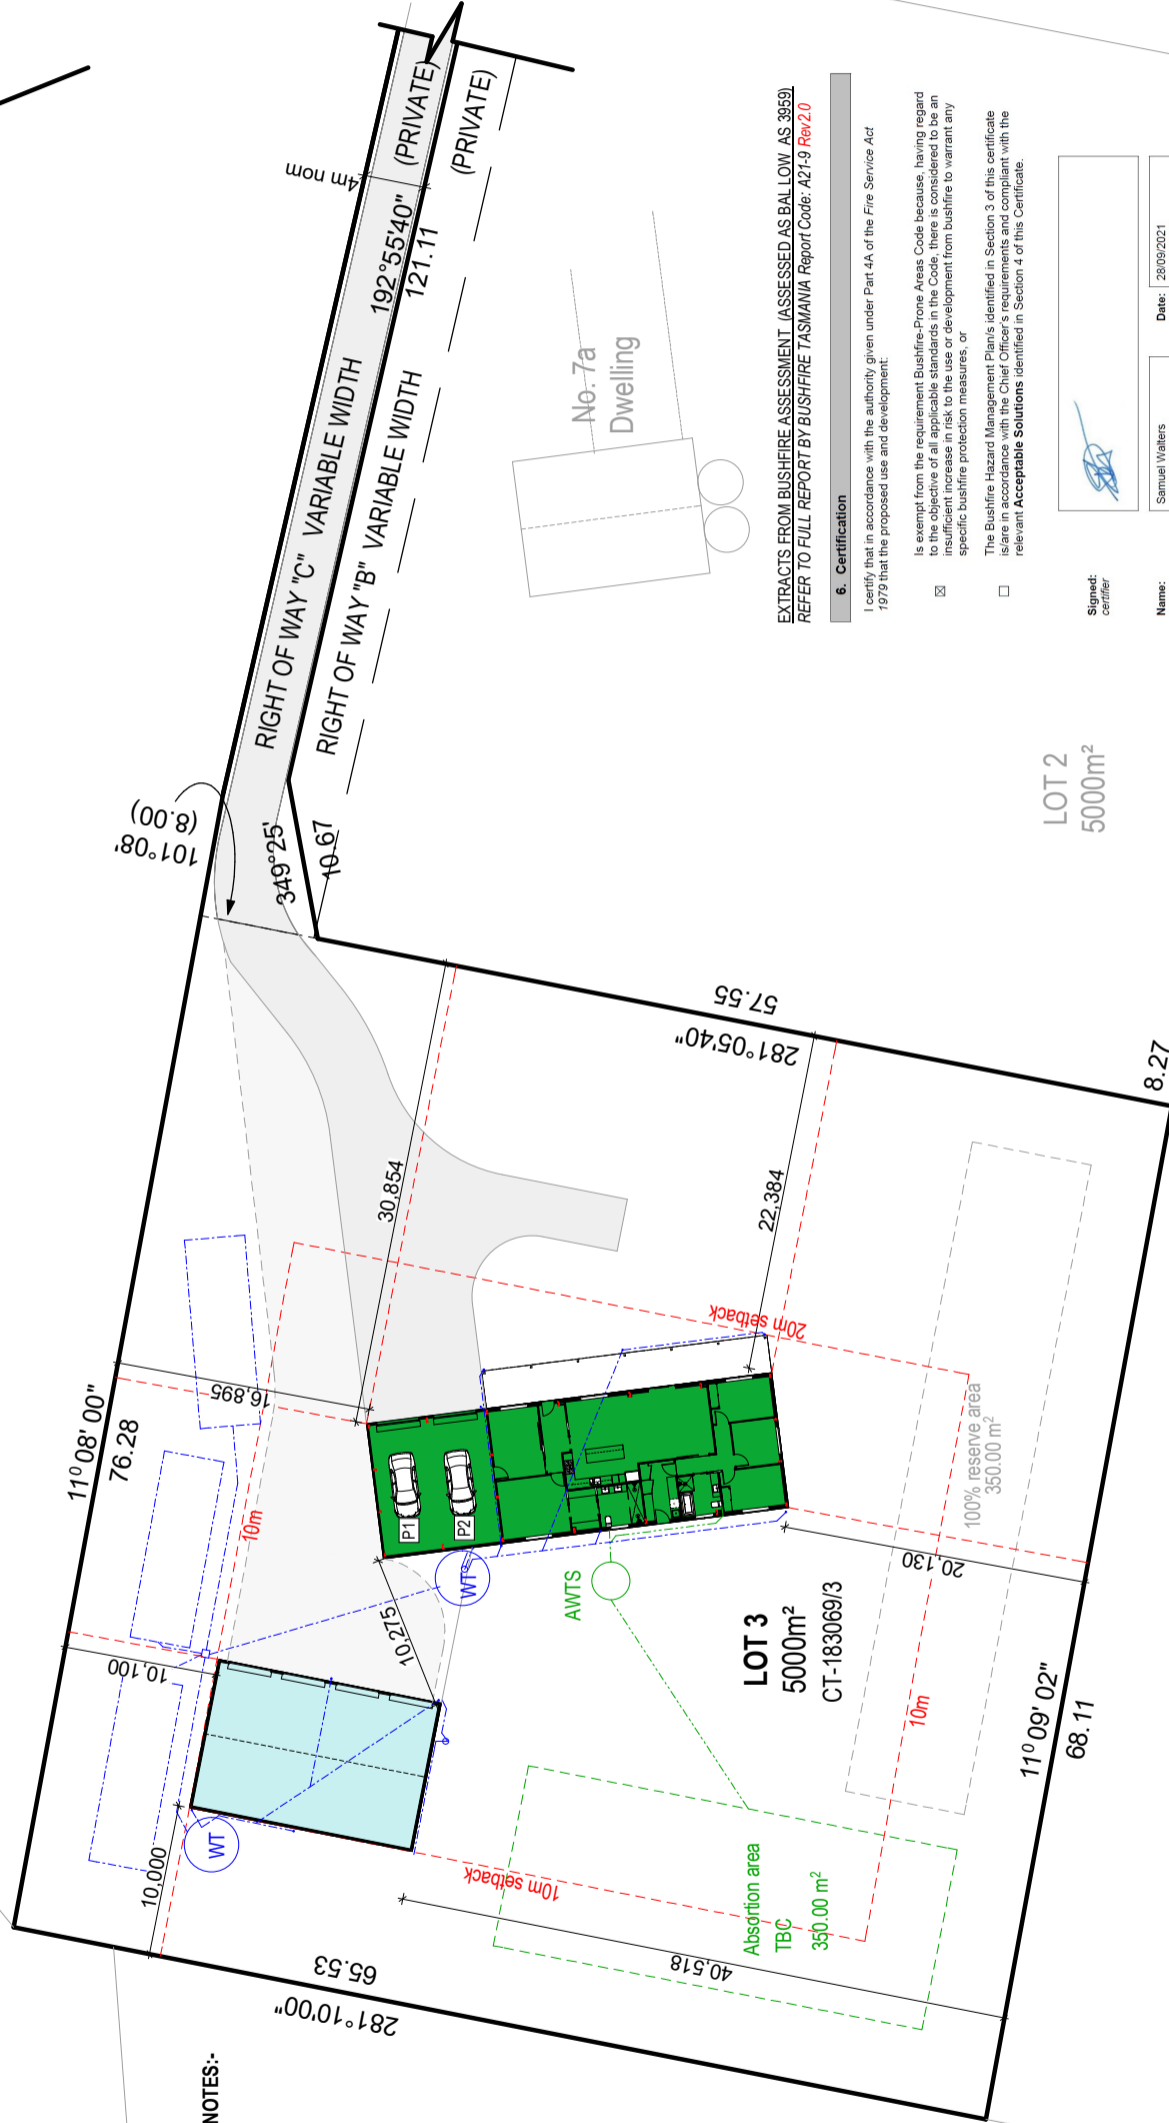 (PRIVATE)
(PRIVATE)
4m nom
192°55'40"
121.11
RIGHT OF WAY "C" VARIABLE WIDTH
RIGHT OF WAY "B" VARIABLE WIDTH
101°08'
(8.00)
349°25'
10.67
No. 7a
Dwelling
EXTRACTS FROM BUSHFIRE ASSESSMENT (ASSESSED AS BAL LOW AS 3959)
REFER TO FULL REPORT BY BUSHFIRE TASMANIA Report Code: A21-9 Rev2.0
6. Certification
I certify that in accordance with the authority given under Part 4A of the Fire Service Act
1979 that the proposed use and development:
☒
Is exempt from the requirement Bushfire-Prone Areas Code because, having regard
to the objective of all applicable standards in the Code, there is considered to be an
insufficient increase in risk to the use or development from bushfire to warrant any
specific bushfire protection measures, or
☐
The Bushfire Hazard Management Plan/s identified in Section 3 of this certificate
is/are in accordance with the Chief Officer's requirements and compliant with the
relevant Acceptable Solutions identified in Section 4 of this Certificate.
Signed:
certifier
Name:
Samuel Walters
Date:
28/09/2021
LOT 2
5000m²
57.55
281°05'40"
8.27
30,854
22,384
20m setback
11⁰ 08' 00"
76.28
16,895
10m
P1
P2
WT
AWTS
10,275
10,100
WT
10,000
10m setback
100% reserve area
350.00 m²
20,130
LOT 3
5000m²
CT-183069/3
10m
11⁰ 09' 02"
68.11
Absortion area
TBC
350.00 m²
40,518
65.53
281°10'00"
NOTES:-